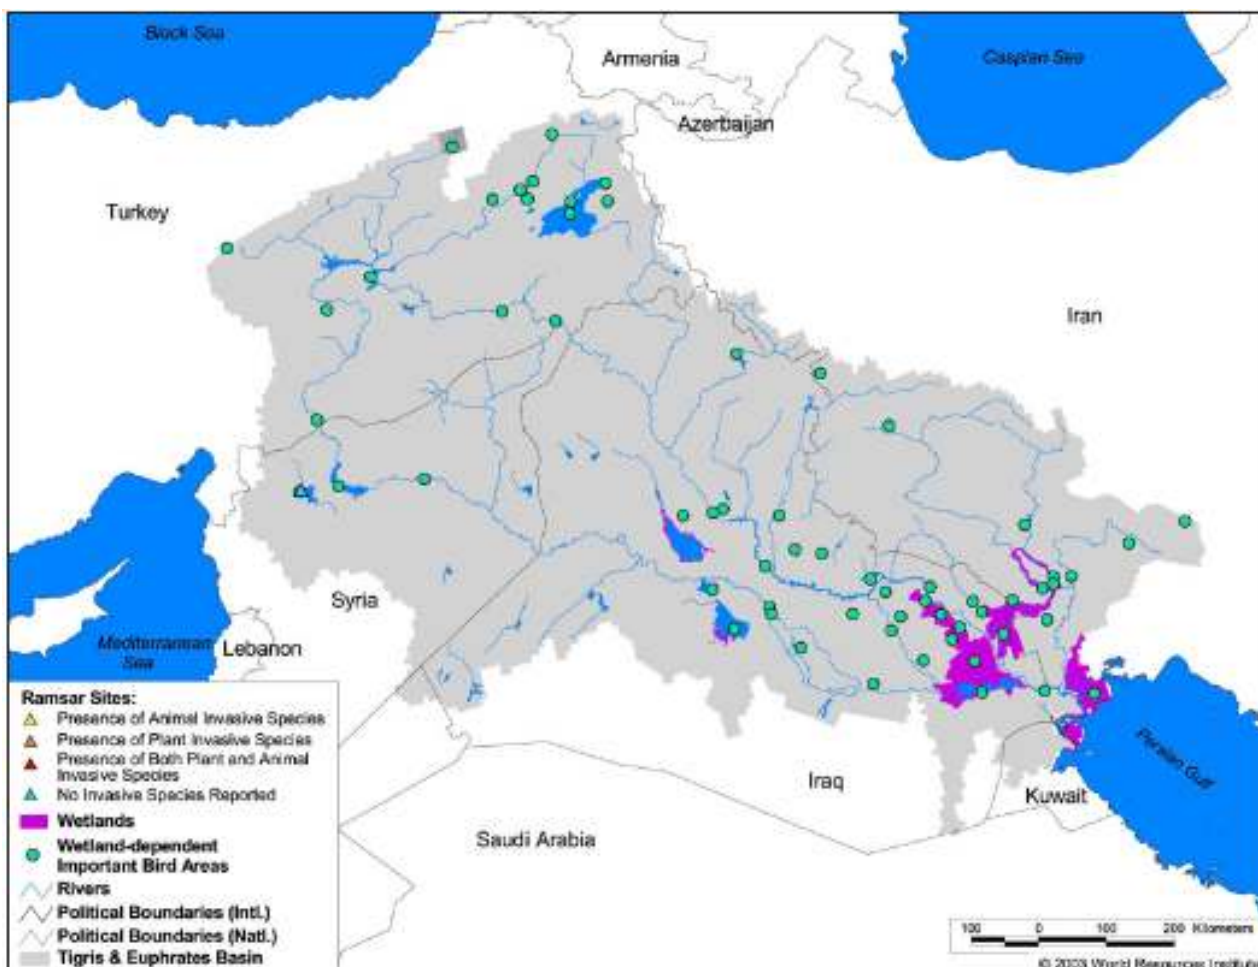 Black Sea
Armenia
Caspian Sea
Azerbaijan
Turkey
Iran
Syria
Mediterranean
Sea
Lebanon
Iraq
Kuwait
Persian Gulf
Saudi Arabia
Ramsar Sites:
Presence of Animal Invasive Species
Presence of Plant Invasive Species
Presence of Both Plant and Animal
Invasive Species
No Invasive Species Reported
Wetlands
Wetland-dependent
Important Bird Areas
Rivers
Political Boundaries (Intl.)
Political Boundaries (Natl.)
Tigris & Euphrates Basin
100 0 100 200 Kilometers
© 2003 World Resources Institute